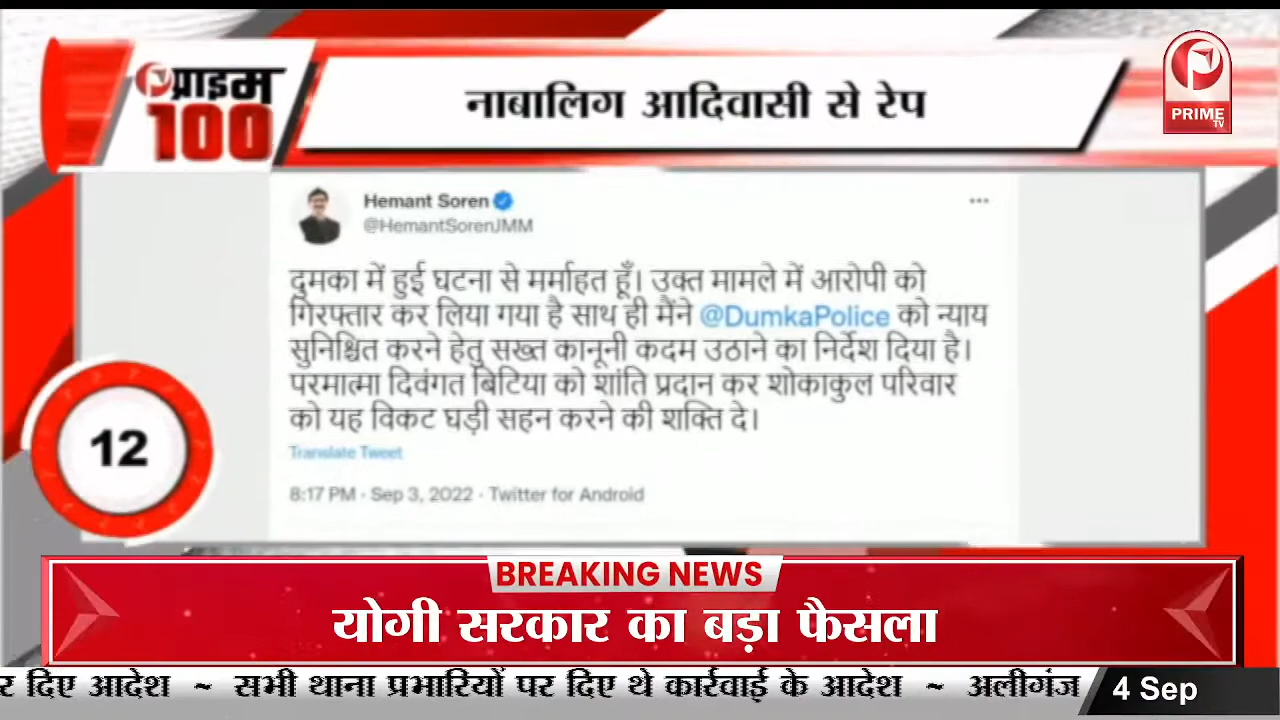 प्राइम
100
नाबालिग आदिवासी से रेप
PRIME
TV
Hemant Soren
@HemantSorenJMM
दुमका में हुई घटना से मर्माहत हूँ। उक्त मामले में आरोपी को
गिरफ्तार कर लिया गया है साथ ही मैंने @DumkaPolice को न्याय
सुनिश्चित करने हेतु सख्त कानूनी कदम उठाने का निर्देश दिया है।
परमात्मा दिवंगत बिटिया को शांति प्रदान कर शोकाकुल परिवार
को यह विकट घड़ी सहन करने की शक्ति दे।
Translate Tweet
8:17 PM · Sep 3, 2022 · Twitter for Android
12
BREAKING NEWS
योगी सरकार का बड़ा फैसला
र दिए आदेश ~ सभी थाना प्रभारियों पर दिए थे कार्रवाई के आदेश ~ अलीगंज
4 Sep